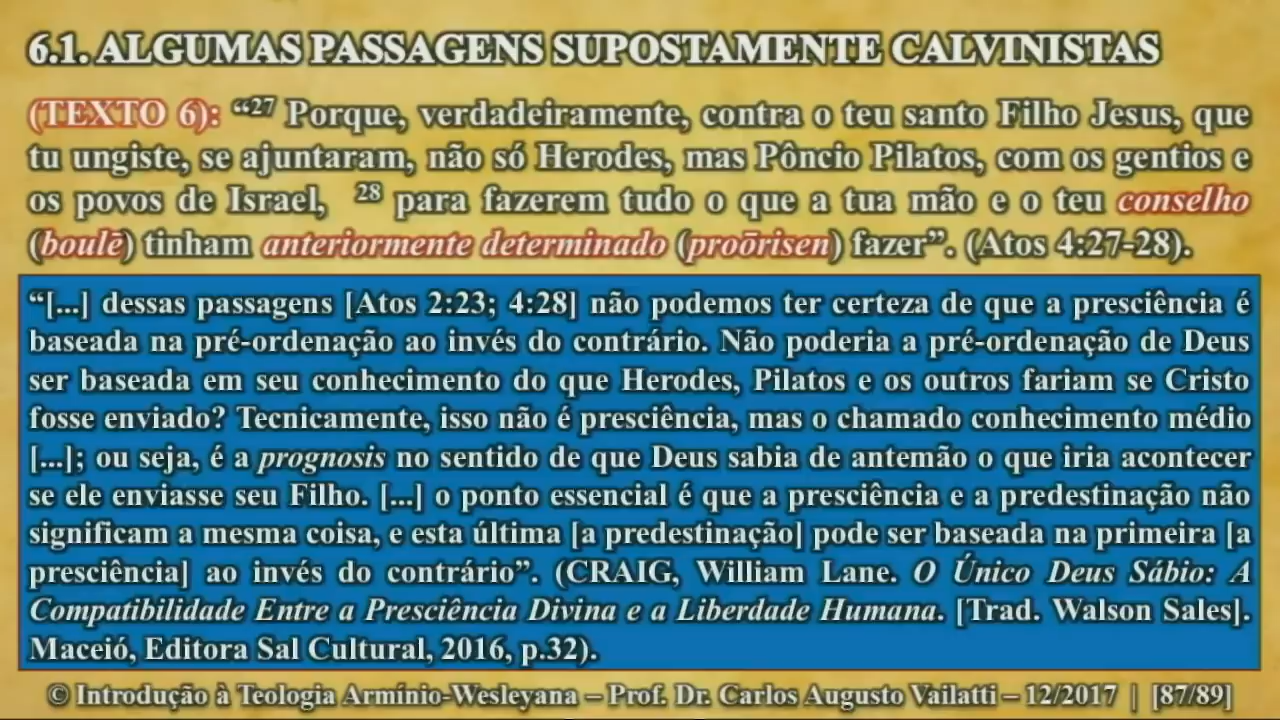 6.1. ALGUMAS PASSAGENS SUPOSTAMENTE CALVINISTAS
(TEXTO 6): “27 Porque, verdadeiramente, contra o teu santo Filho Jesus, que
tu ungiste, se ajuntaram, não só Herodes, mas Pôncio Pilatos, com os gentios e
os povos de Israel, 28 para fazerem tudo o que a tua mão e o teu conselho
(boulē) tinham anteriormente determinado (proōrisen) fazer”. (Atos 4:27-28).
“[...] dessas passagens [Atos 2:23; 4:28] não podemos ter certeza de que a presciência é
baseada na pré-ordenação ao invés do contrário. Não poderia a pré-ordenação de Deus
ser baseada em seu conhecimento do que Herodes, Pilatos e os outros fariam se Cristo
fosse enviado? Tecnicamente, isso não é presciência, mas o chamado conhecimento médio
[...]; ou seja, é a prognosis no sentido de que Deus sabia de antemão o que iria acontecer
se ele enviasse seu Filho. [...] o ponto essencial é que a presciência e a predestinação não
significam a mesma coisa, e esta última [a predestinação] pode ser baseada na primeira [a
presciência] ao invés do contrário”. (CRAIG, William Lane. O Único Deus Sábio: A
Compatibilidade Entre a Presciência Divina e a Liberdade Humana. [Trad. Walson Sales].
Maceió, Editora Sal Cultural, 2016, p.32).
© Introdução à Teologia Armínio-Wesleyana – Prof. Dr. Carlos Augusto Vailatti – 12/2017 | [87/89]